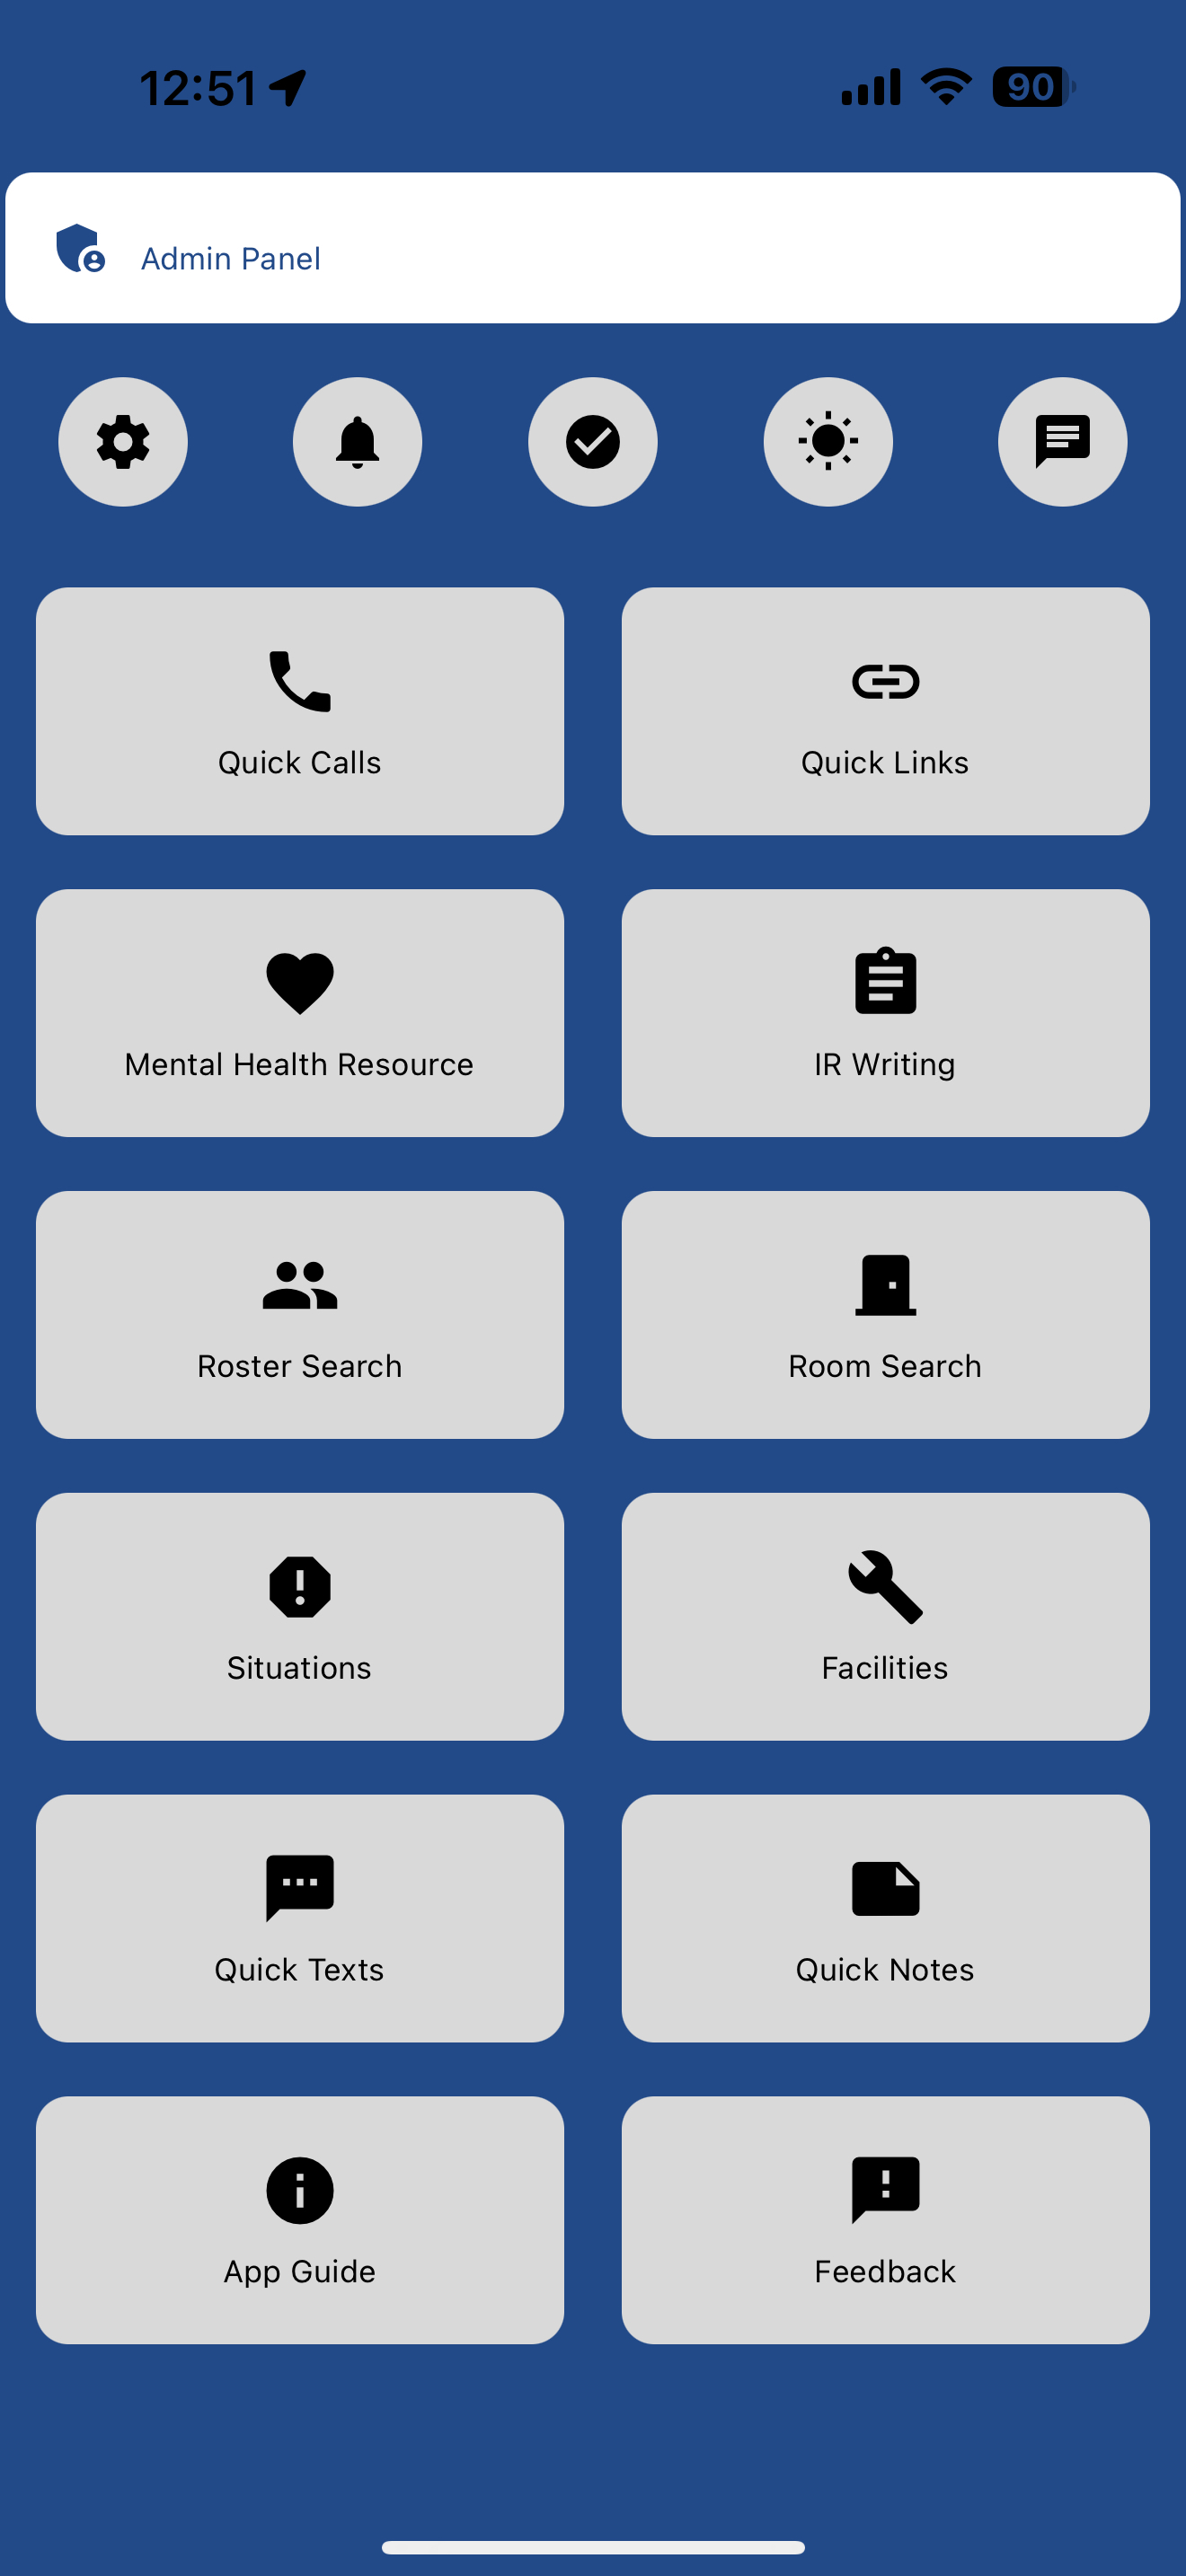 12:51
90
Admin Panel
Quick Calls
Quick Links
Mental Health Resource
IR Writing
Roster Search
Room Search
Situations
Facilities
Quick Texts
Quick Notes
App Guide
Feedback